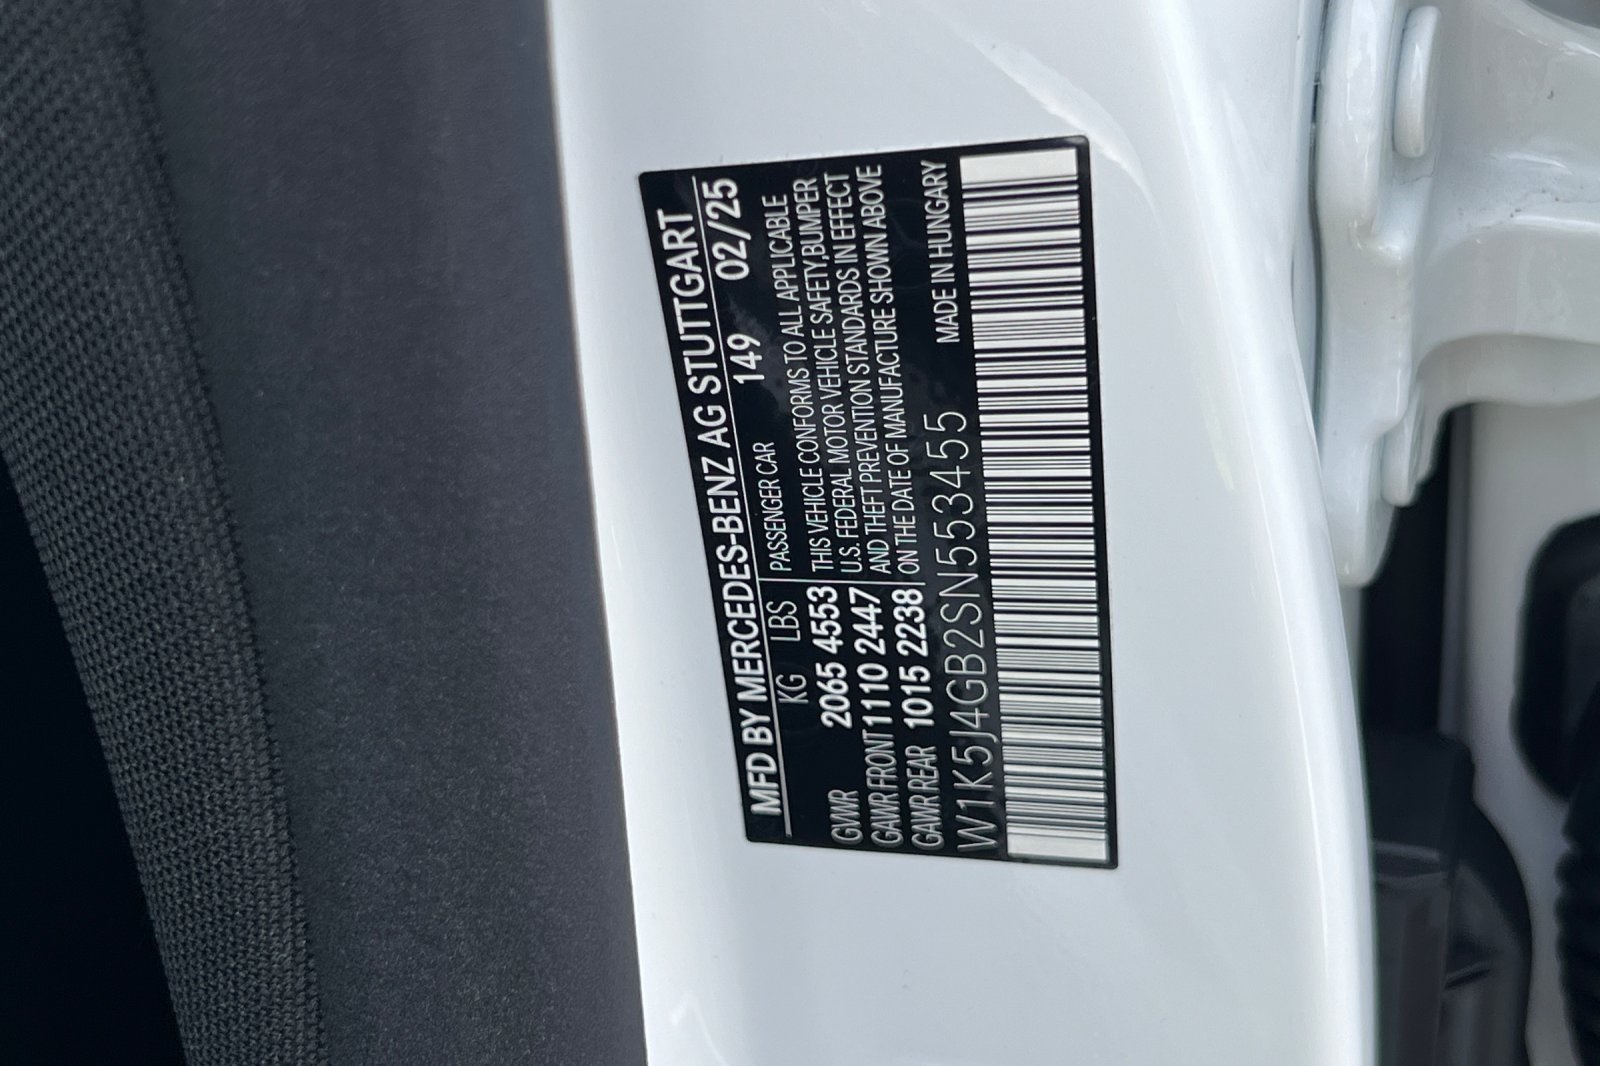 MFD BY MERCEDES-BENZ AG STUTTGART
KG LBS PASSENGER CAR 149 02/25
GVWR 2065 4553 THIS VEHICLE CONFORMS TO ALL APPLICABLE
U.S. FEDERAL MOTOR VEHICLE SAFETY,BUMPER
GAWR FRONT 1110 2447 AND THEFT PREVENTION STANDARDS IN EFFECT
GAWR REAR 1015 2238 ON THE DATE OF MANUFACTURE SHOWN ABOVE
W1K5J4GB2SN553455 MADE IN HUNGARY